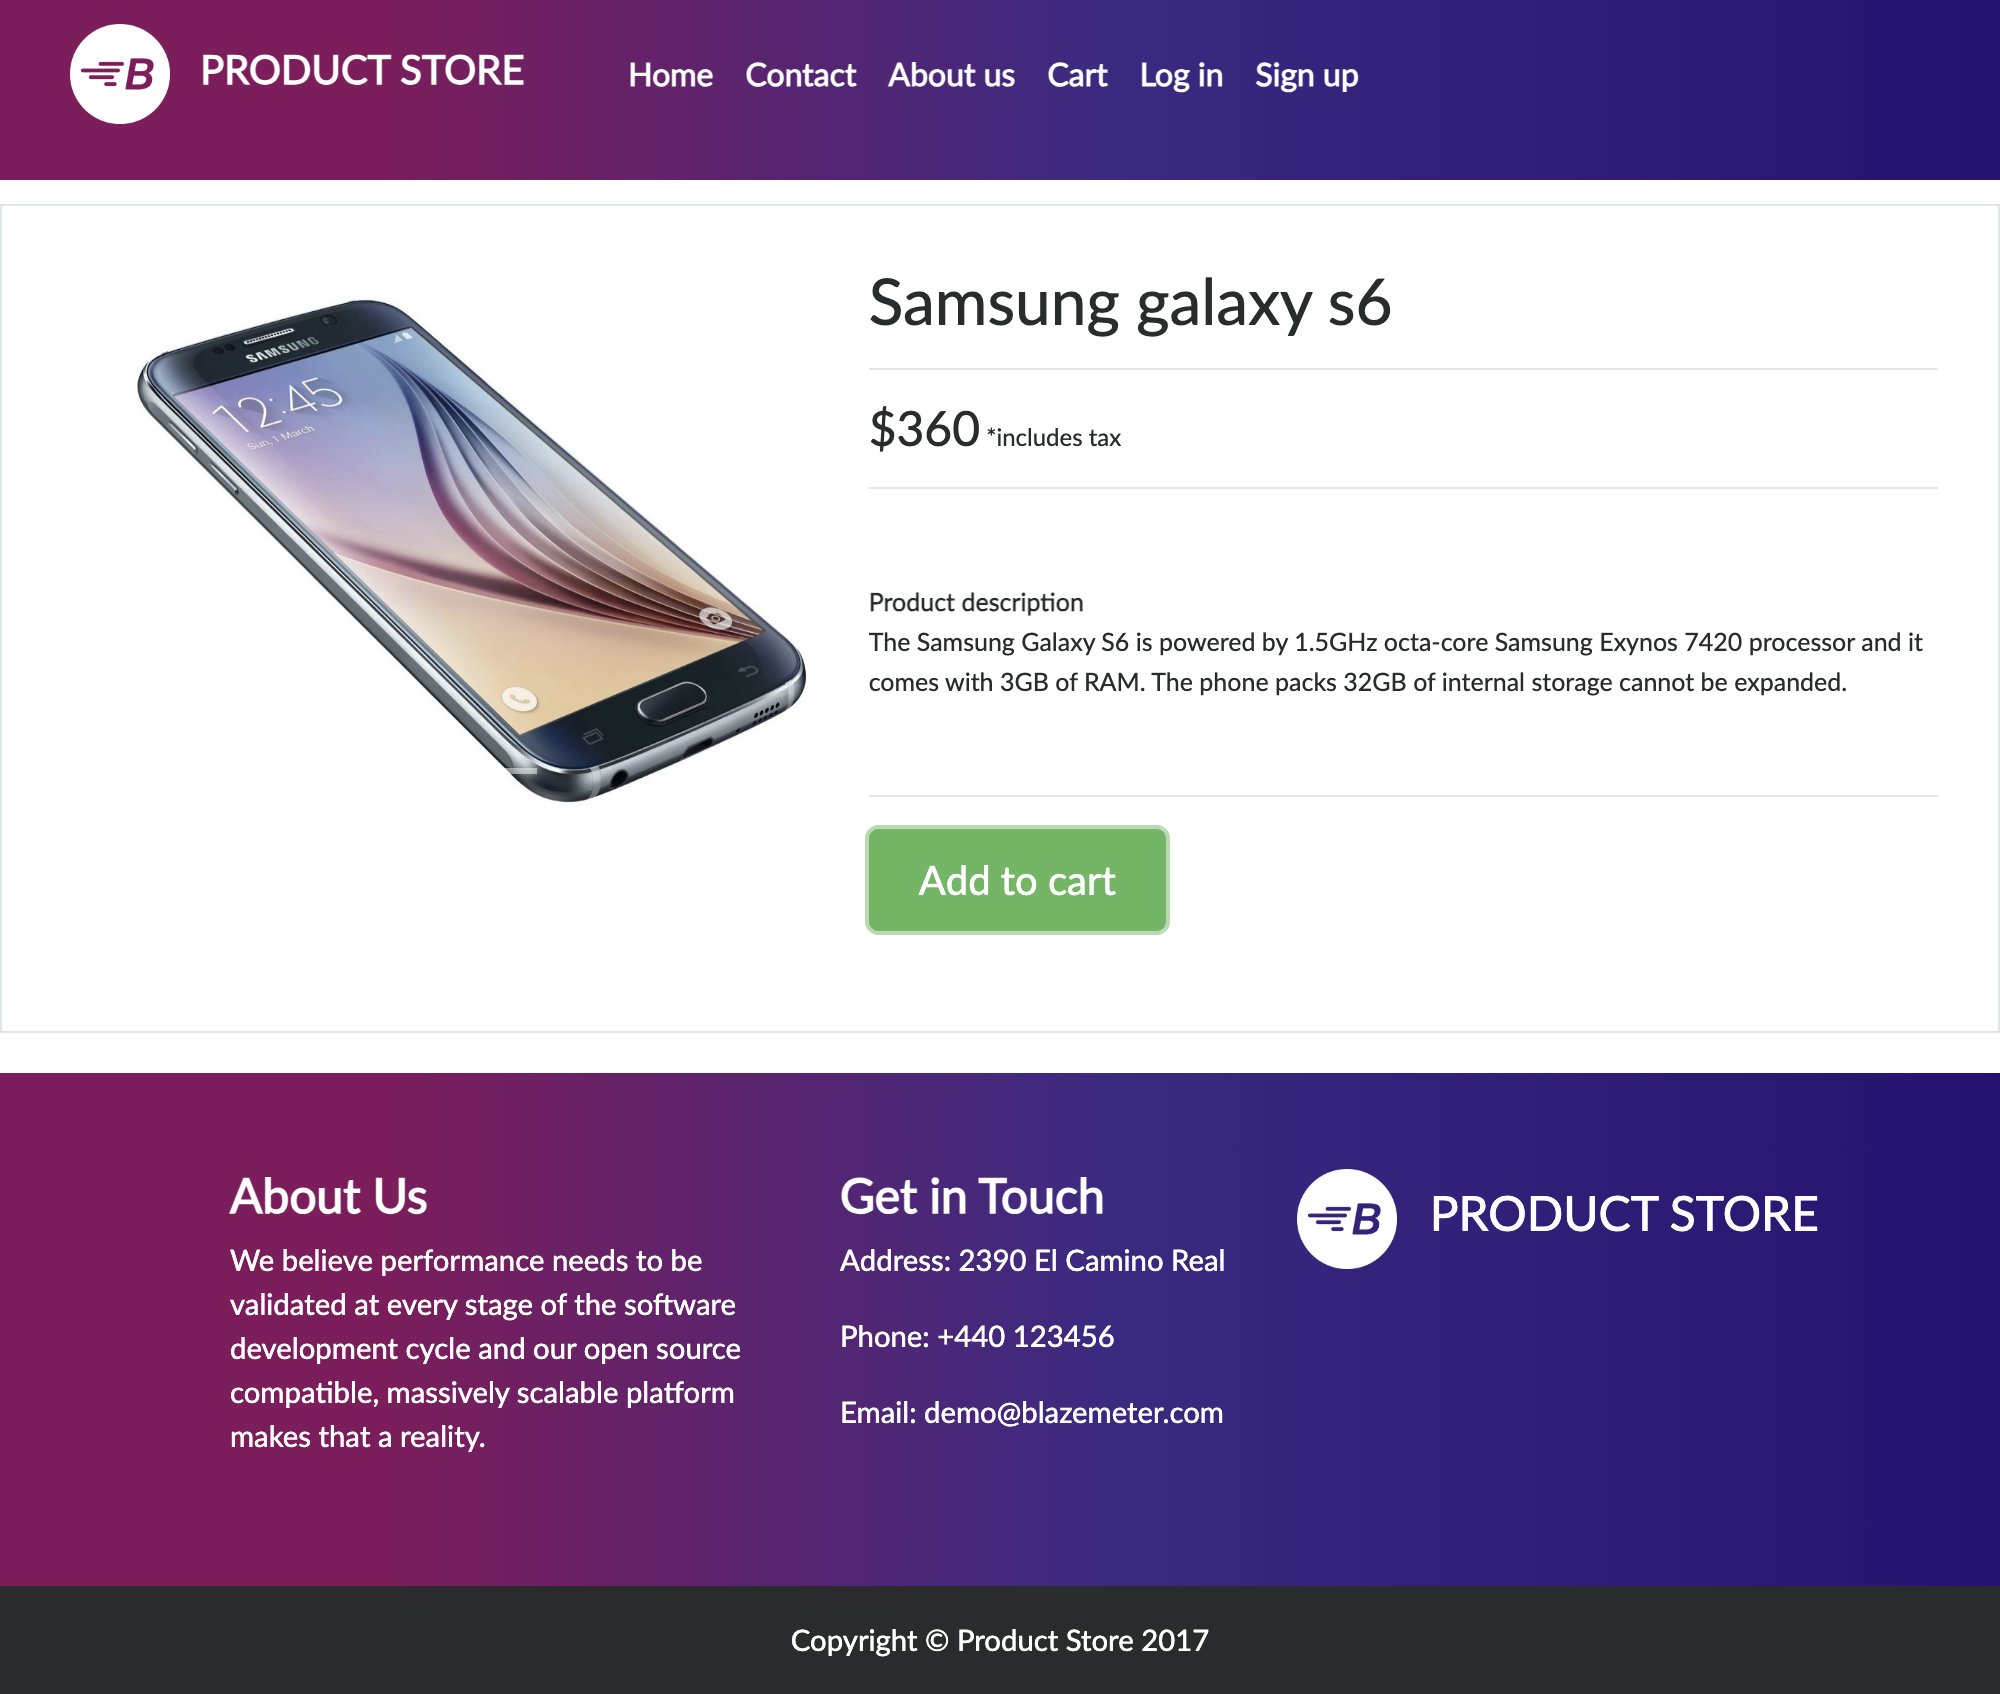 B PRODUCT STORE Home Contact About us Cart Log in Sign up
SAMSUNG
12:45
Sun, 1 March
Samsung galaxy s6
$360 *includes tax
Product description
The Samsung Galaxy S6 is powered by 1.5GHz octa-core Samsung Exynos 7420 processor and it
comes with 3GB of RAM. The phone packs 32GB of internal storage cannot be expanded.
Add to cart
About Us
We believe performance needs to be
validated at every stage of the software
development cycle and our open source
compatible, massively scalable platform
makes that a reality.
Get in Touch
Address: 2390 El Camino Real
Phone: +440 123456
Email: demo@blazemeter.com
B PRODUCT STORE
Copyright © Product Store 2017